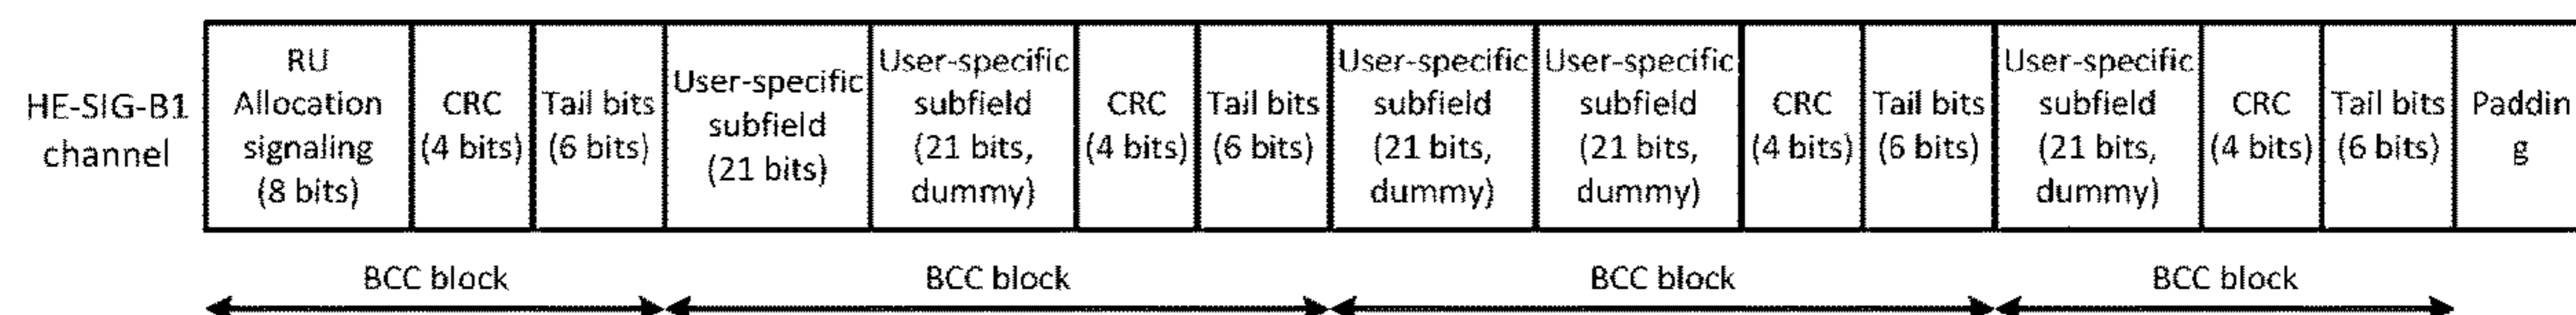 HE-SIG-B1
channel
RU
Allocation
signaling
(8 bits)
CRC
(4 bits)
Tail bits
(6 bits)
User-specific
subfield
(21 bits)
User-specific
subfield
(21 bits,
dummy)
CRC
(4 bits)
Tail bits
(6 bits)
User-specific
subfield
(21 bits,
dummy)
User-specific
subfield
(21 bits,
dummy)
CRC
(4 bits)
Tail bits
(6 bits)
User-specific
subfield
(21 bits,
dummy)
CRC
(4 bits)
Tail bits
(6 bits)
Paddin
g
BCC block
BCC block
BCC block
BCC block